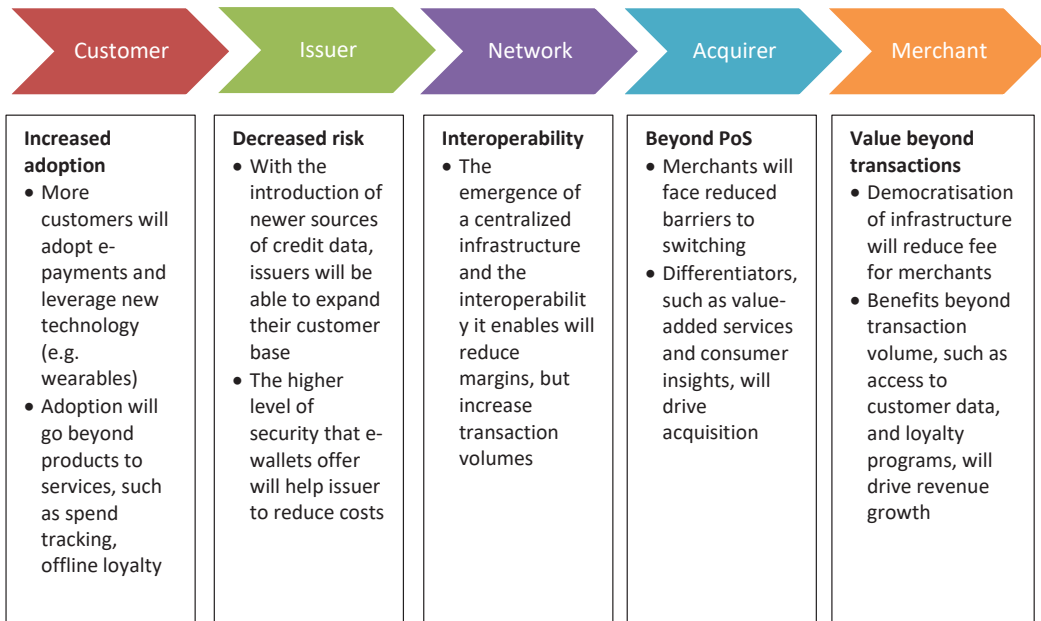 Customer
Issuer
Network
Acquirer
Merchant
Increased
adoption
• More
customers will
adopt e-
payments and
leverage new
technology
(e.g.
wearables)
• Adoption will
go beyond
products to
services, such
as spend
tracking,
offline loyalty
Decreased risk
• With the
introduction of
newer sources
of credit data,
issuers will be
able to expand
their customer
base
• The higher
level of
security that e-
wallets offer
will help issuer
to reduce costs
Interoperability
• The
emergence of
a centralized
infrastructure
and the
interoperabilit
y it enables will
reduce
margins, but
increase
transaction
volumes
Beyond PoS
• Merchants will
face reduced
barriers to
switching
• Differentiators,
such as value-
added services
and consumer
insights, will
drive
acquisition
Value beyond
transactions
• Democratisation
of infrastructure
will reduce fee
for merchants
• Benefits beyond
transaction
volume, such as
access to
customer data,
and loyalty
programs, will
drive revenue
growth